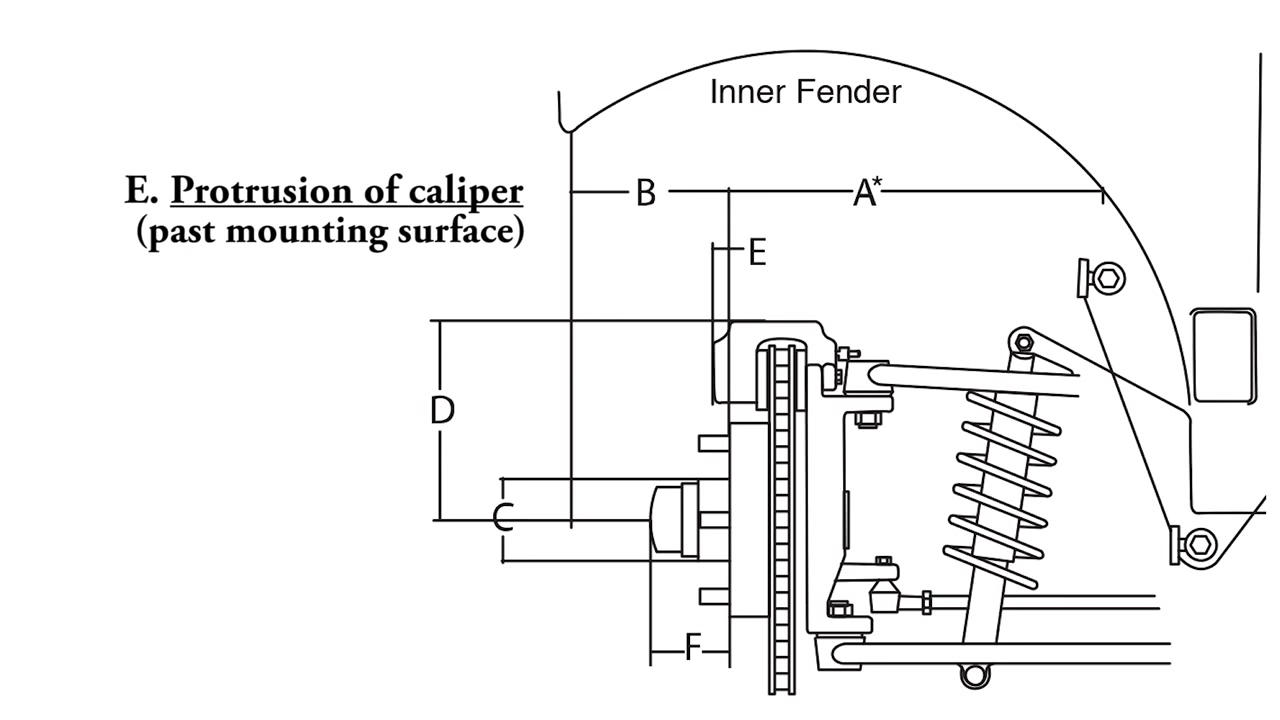 Inner Fender
E. Protrusion of caliper
(past mounting surface)
B
A*
E
D
C
F